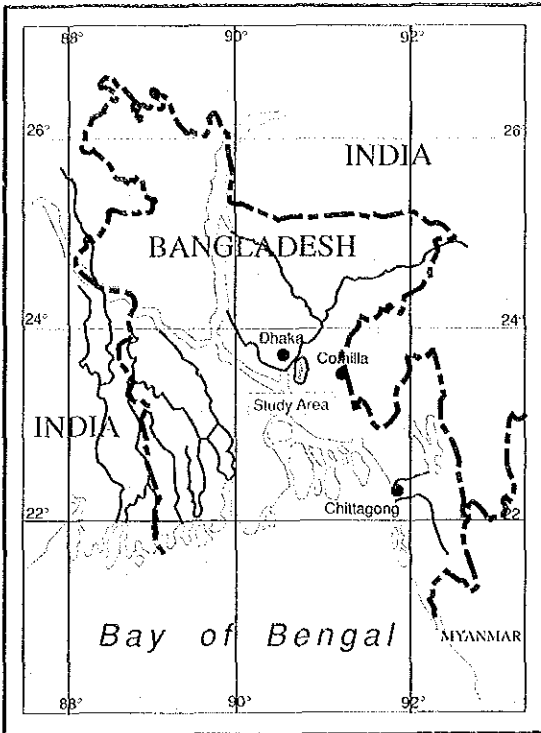 88° 90° 92°
26° 26°
INDIA
BANGLADESH
24° 24°
Dhaka
Comilla
Study Area
INDIA
Chittagong
22° 22
Bay of Bengal
MYANMAR
88° 90° 92°